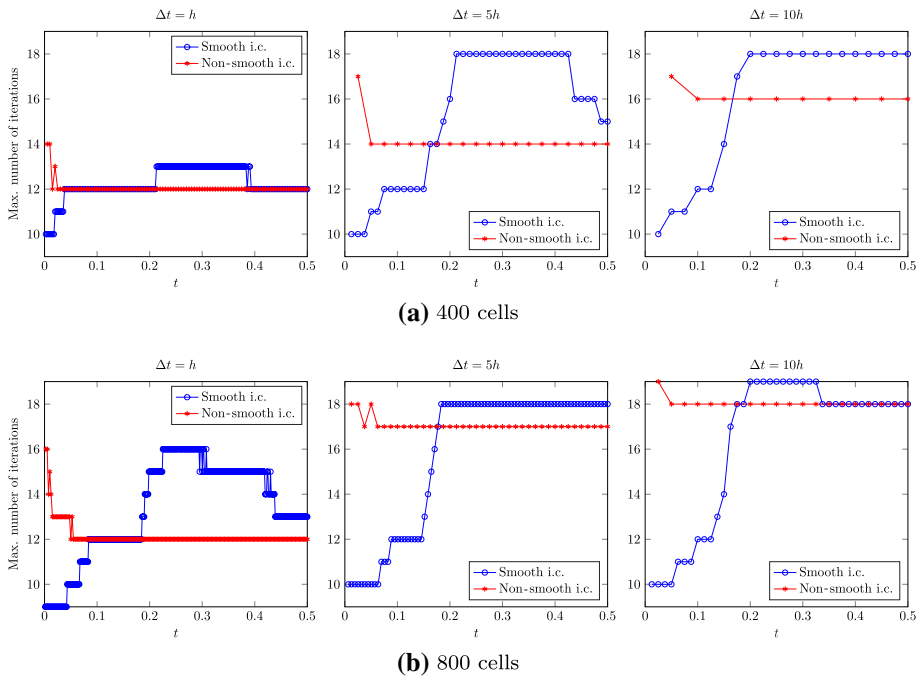 Δt = h
Δt = 5h
Δt = 10h
Max. number of iterations
18
16
14
12
10
0
0.1
0.2
0.3
0.4
0.5
t
Smooth i.c.
Non-smooth i.c.
18
16
14
12
10
0
0.1
0.2
0.3
0.4
0.5
t
Smooth i.c.
Non-smooth i.c.
18
16
14
12
10
0
0.1
0.2
0.3
0.4
0.5
t
Smooth i.c.
Non-smooth i.c.
(a) 400 cells
Δt = h
Δt = 5h
Δt = 10h
Max. number of iterations
18
16
14
12
10
0
0.1
0.2
0.3
0.4
0.5
t
Smooth i.c.
Non-smooth i.c.
18
16
14
12
10
0
0.1
0.2
0.3
0.4
0.5
t
Smooth i.c.
Non-smooth i.c.
18
16
14
12
10
0
0.1
0.2
0.3
0.4
0.5
t
Smooth i.c.
Non-smooth i.c.
(b) 800 cells